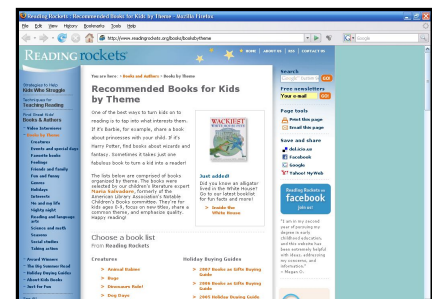 Reading Rockets : Recommended Books for Kids by Theme - Mozilla Firefox
File Edit View History Bookmarks Tools Help
http://www.readingrockets.org/books/booksbytheme
Google
READING rockets
HOME | ABOUT US | RSS | CONTACT US
Strategies to Help
Kids Who Struggle
Techniques for
Teaching Reading
Find Great Kids'
Books & Authors
Video Interviews
Books by Theme
Creatures
Events and special days
Favorite books
Feelings
Friends and family
Fun and Funny
Games
Holidays
Interests
Me and my life
Nighty night
Reading and language arts
Science and math
Seasons
Social studies
Taking action
Award Winners
The Big Summer Read
Holiday Buying Guides
About Kids Books
Just for Fun
You are here: Books and Authors > Books by Theme
Recommended Books for Kids
by Theme
One of the best ways to turn kids on to
reading is to tap into what interests them.
If it's Barbie, for example, share a book
about princesses with your child. If it's
Harry Potter, find books about wizards and
fantasy. Sometimes it takes just one
fabulous book to turn a kid into a reader!
The lists below are comprised of books
organized by theme. The books were
selected by our children's literature expert
Maria Salvadore, formerly of the
American Library Association's Notable
Children's Books committee. They're for
kids ages 0-9, focus on new titles, share a
common theme, and emphasize quality.
Happy reading!
WACKIEST
WHITE HOUSE PETS
Just added!
Did you know an alligator
lived in the White House?
Go to our latest booklist
for fun facts and more!
> Inside the
White House
Choose a book list
From Reading Rockets
Creatures
> Animal Babies
> Bugs
> Dinosaurs Rule!
> Dog Days
Holiday Buying Guides
> 2007 Books as Gifts Buying
Guide
> 2006 Books as Gifts Buying
Guide
> 2005 Holiday Buying Guide
Search
GO!
Free newsletters
Your e-mail GO!
Page tools
Print this page
Email this page
Save and share
del.icio.us
Facebook
Google
Yahoo! MyWeb
Reading Rockets on
facebook
Join us!
"I am in my second
year of pursuing my
degree in early
childhood education,
and this website has
been extremely helpful
with ideas, addressing
my concerns, and
information."
- Megan O.